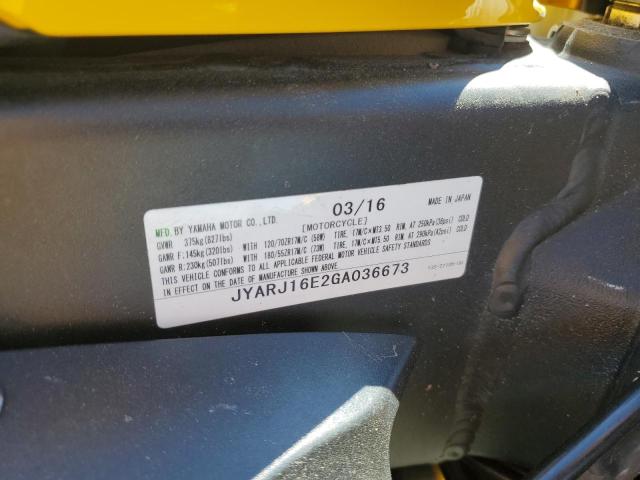 03/16 MADE IN JAPAN
MFD. BY YAMAHA MOTOR CO., LTD. [MOTORCYCLE]
GVWR 375kg(827lbs)
GAWR F:145kg(320lbs) WITH 120/70ZR17M/C (58W) TIRE, 17M/C×MT3.50 RIM, AT 250kPa(36psi) COLD
GAWR R:230kg(507lbs) WITH 180/55ZR17M/C (73W) TIRE, 17M/C×MT5.50 RIM, AT 290kPa(42psi) COLD
THIS VEHICLE CONFORMS TO ALL APPLICABLE FEDERAL MOTOR VEHICLE SAFETY STANDARDS
IN EFFECT ON THE DATE OF MANUFACTURE SHOWN ABOVE.
JYARJ16E2GA036673